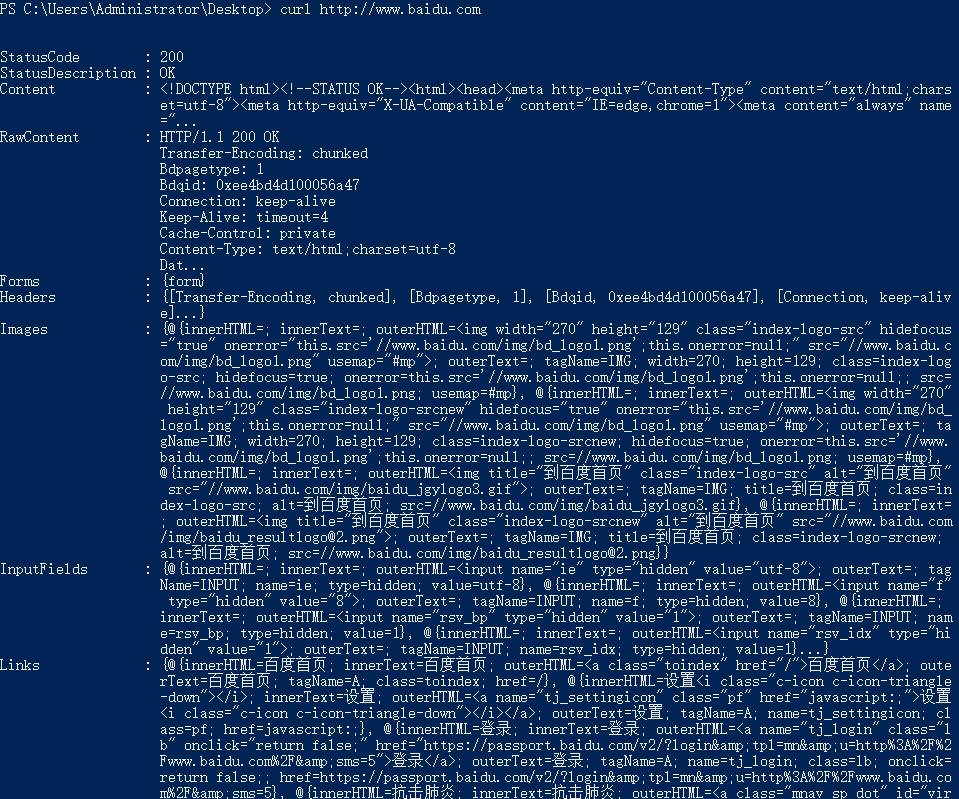 PS C:\Users\Administrator\Desktop> curl http://www.baidu.com
StatusCode        : 200
StatusDescription : OK
Content           : <!DOCTYPE html><!--STATUS OK--><html><head><meta http-equiv="Content-Type" content="text/html;chars
et=utf-8"><meta http-equiv="X-UA-Compatible" content="IE=edge,chrome=1"><meta content="always" name
="...
RawContent        : HTTP/1.1 200 OK
Transfer-Encoding: chunked
Bdpagetype: 1
Bdqid: 0xee4bd4d100056a47
Connection: keep-alive
Keep-Alive: timeout=4
Cache-Control: private
Content-Type: text/html;charset=utf-8
Dat...
Forms             : {form}
Headers           : {[Transfer-Encoding, chunked], [Bdpagetype, 1], [Bdqid, 0xee4bd4d100056a47], [Connection, keep-aliv
e]...}
Images            : {@{innerHTML=; innerText=; outerHTML=<img width="270" height="129" class="index-logo-src" hidefocus
="true" onerror="this.src='//www.baidu.com/img/bd_logo1.png';this.onerror=null;" src="//www.baidu.c
om/img/bd_logo1.png" usemap="#mp">; outerText=; tagName=IMG; width=270; height=129; class=index-log
o-src; hidefocus=true; onerror=this.src='//www.baidu.com/img/bd_logo1.png';this.onerror=null;; src=
//www.baidu.com/img/bd_logo1.png; usemap=#mp}, @{innerHTML=; innerText=; outerHTML=<img width="270"
height="129" class="index-logo-srcnew" hidefocus="true" onerror="this.src='//www.baidu.com/img/bd_
logo1.png';this.onerror=null;" src="//www.baidu.com/img/bd_logo1.png" usemap="#mp">; outerText=; ta
gName=IMG; width=270; height=129; class=index-logo-srcnew; hidefocus=true; onerror=this.src='//www.
baidu.com/img/bd_logo1.png';this.onerror=null;; src=//www.baidu.com/img/bd_logo1.png; usemap=#mp},
@{innerHTML=; innerText=; outerHTML=<img title="到百度首页" class="index-logo-src" alt="到百度首页"
src="//www.baidu.com/img/baidu_jgylogo3.gif">; outerText=; tagName=IMG; title=到百度首页; class=in
dex-logo-src; alt=到百度首页; src=//www.baidu.com/img/baidu_jgylogo3.gif}, @{innerHTML=; innerText=
; outerHTML=<img title="到百度首页" class="index-logo-srcnew" alt="到百度首页" src="//www.baidu.com
/img/baidu_resultlogo@2.png">; outerText=; tagName=IMG; title=到百度首页; class=index-logo-srcnew;
alt=到百度首页; src=//www.baidu.com/img/baidu_resultlogo@2.png}}
InputFields       : {@{innerHTML=; innerText=; outerHTML=<input name="ie" type="hidden" value="utf-8">; outerText=; tag
Name=INPUT; name=ie; type=hidden; value=utf-8}, @{innerHTML=; innerText=; outerHTML=<input name="f"
type="hidden" value="8">; outerText=; tagName=INPUT; name=f; type=hidden; value=8}, @{innerHTML=;
innerText=; outerHTML=<input name="rsv_bp" type="hidden" value="1">; outerText=; tagName=INPUT; na
me=rsv_bp; type=hidden; value=1}, @{innerHTML=; innerText=; outerHTML=<input name="rsv_idx" type="hi
dden" value="1">; outerText=; tagName=INPUT; name=rsv_idx; type=hidden; value=1}...}
Links             : {@{innerHTML=百度首页; innerText=百度首页; outerHTML=<a class="toindex" href="/">百度首页</a>; oute
rText=百度首页; tagName=A; class=toindex; href=/}, @{innerHTML=设置<i class="c-icon c-icon-triangle
-down"></i>; innerText=设置; outerHTML=<a name="tj_settingicon" class="pf" href="javascript:;">设置
<i class="c-icon c-icon-triangle-down"></i></a>; outerText=设置; tagName=A; name=tj_settingicon; cl
ass=pf; href=javascript:;}, @{innerHTML=登录; innerText=登录; outerHTML=<a name="tj_login" class="l
b" onclick="return false;" href="https://passport.baidu.com/v2/?login&amp;tpl=mn&amp;u=http%3A%2F%2
Fwww.baidu.com%2F&amp;sms=5">登录</a>; outerText=登录; tagName=A; name=tj_login; class=lb; onclick=
return false;; href=https://passport.baidu.com/v2/?login&amp;tpl=mn&amp;u=http%3A%2F%2Fwww.baidu.co
m%2F&amp;sms=5}, @{innerHTML=抗击肺炎; innerText=抗击肺炎; outerHTML=<a class="mnav sp_dot" id="vir